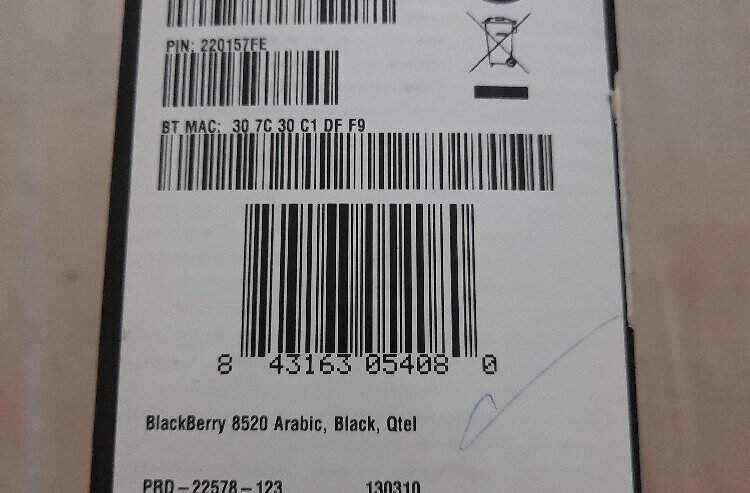 PIN: 220157FE
BT MAC: 30 7C 30 C1 DF F9
8 43163 05408 0
BlackBerry 8520 Arabic, Black, Qtel
PRD-22578-123 130310